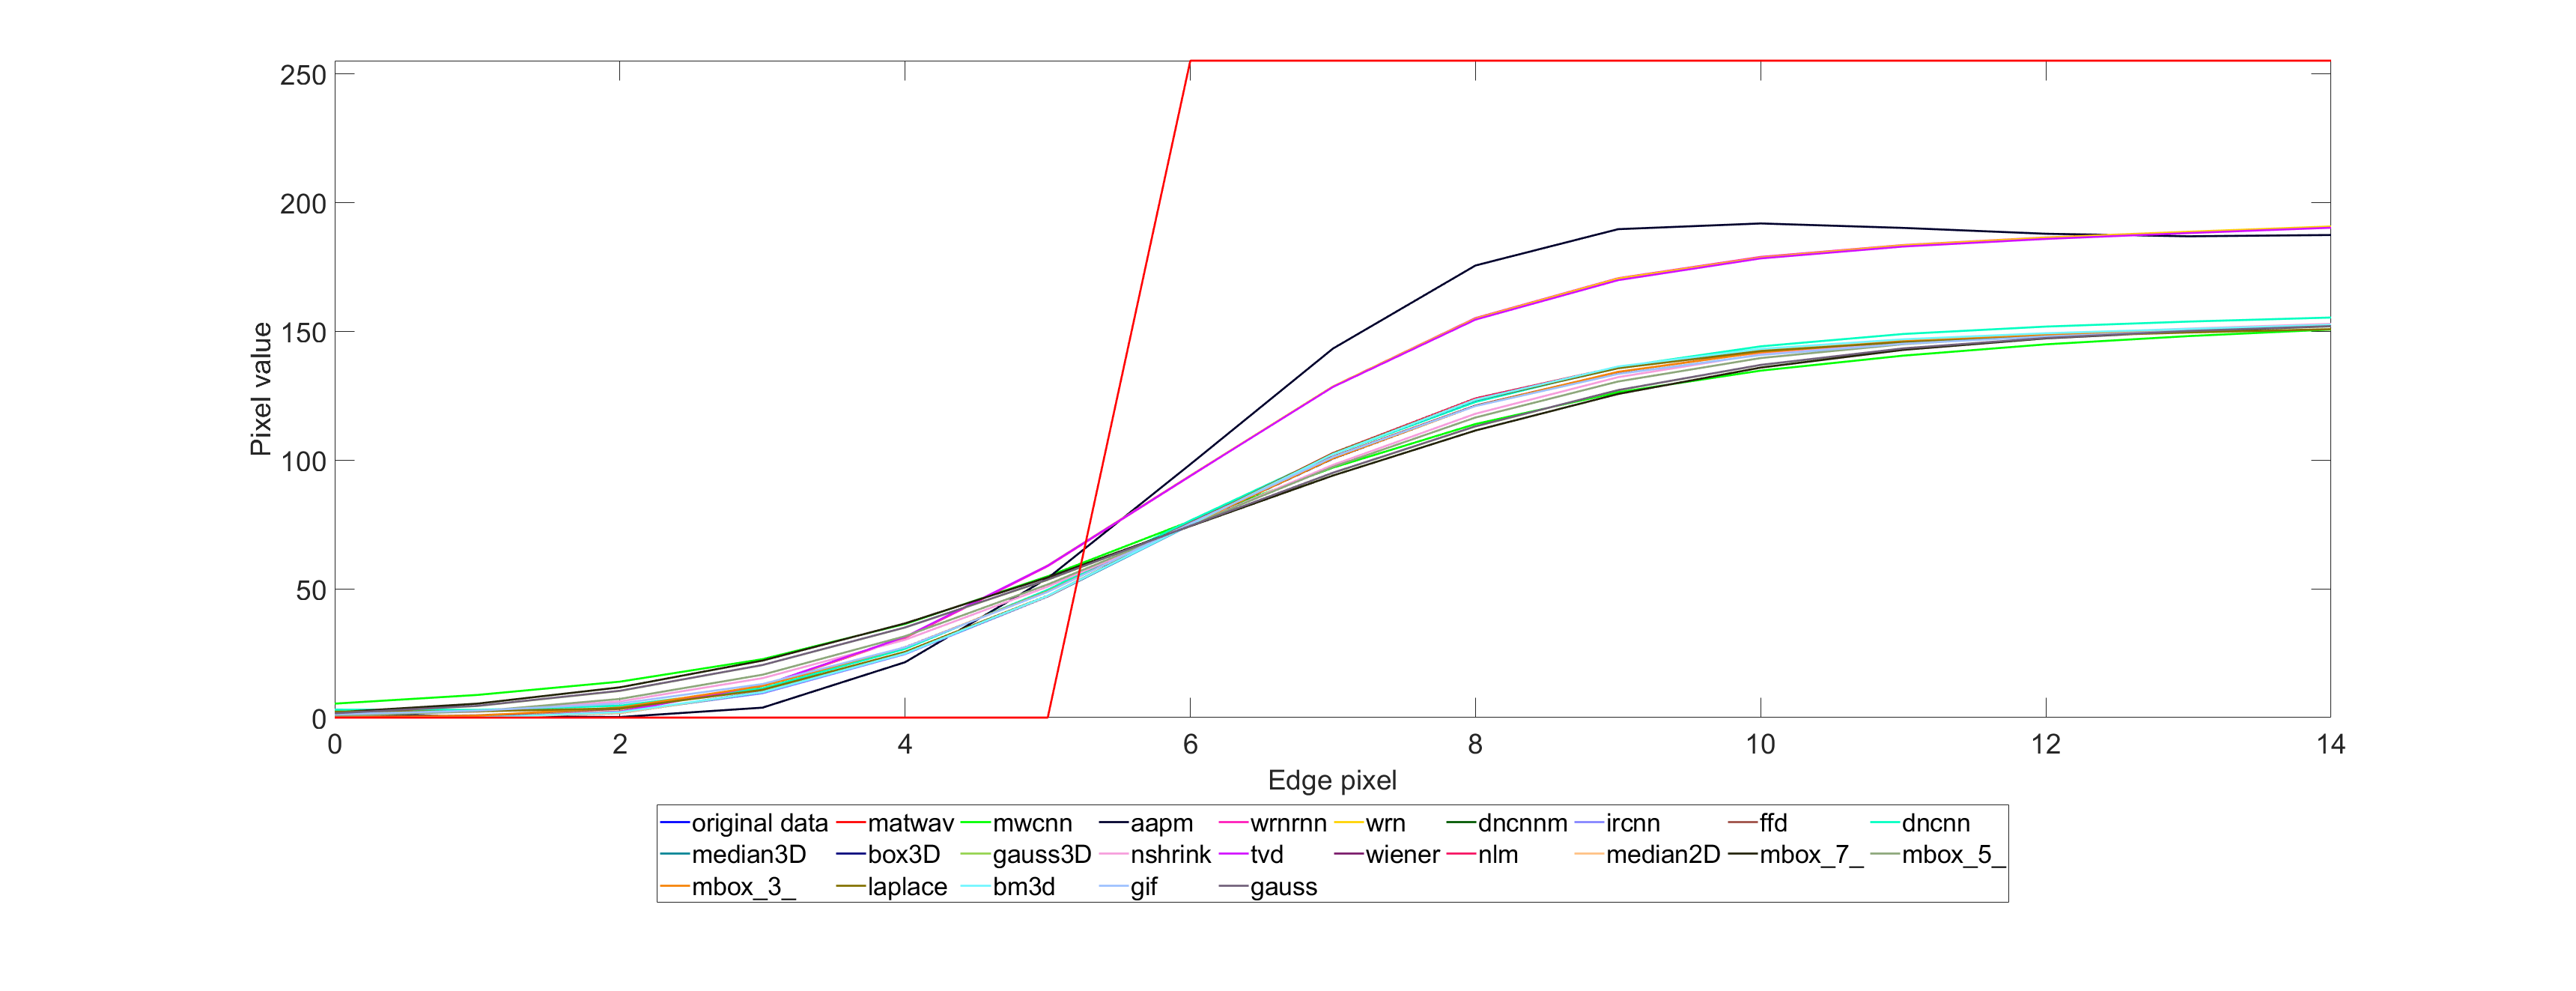 250
200
150
100
50
0
Pixel value
0 2 4 6 8 10 12 14
Edge pixel
original data matwav mwcnn aapm wrnrnn wrn dncnnm ircnn ffd dncnn
median3D box3D gauss3D nshrink tvd wiener nlm median2D mbox_7_ mbox_5_
mbox_3_ laplace bm3d gif gauss